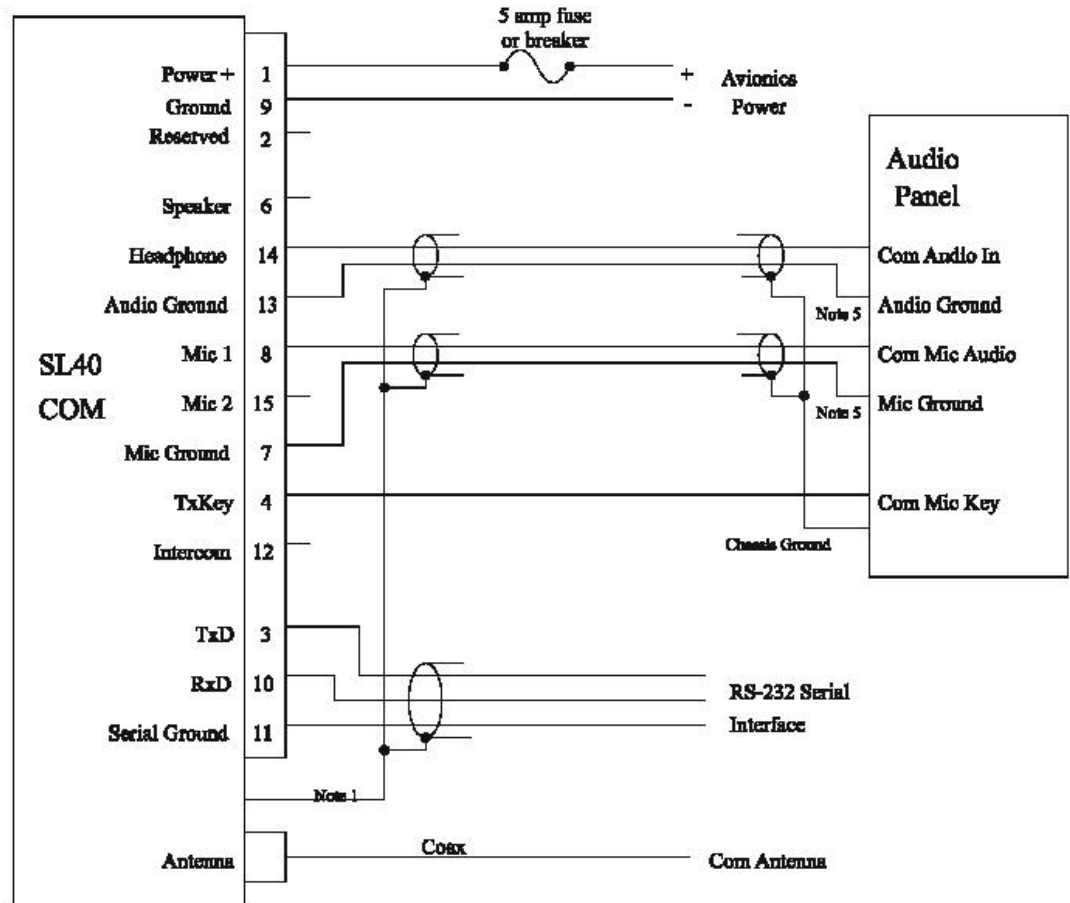 5 amp fuse
or breaker
Power + 1
+ Avionics
Ground 9
- Power
Reserved 2
Audio
Panel
Speaker 6
Headphone 14
Com Audio In
Audio Ground 13
Note 5
Audio Ground
SL40
COM
Mic 1 8
Com Mic Audio
Mic 2 15
Note 5
Mic Ground
Mic Ground 7
TxKey 4
Com Mic Key
Intercom 12
Chassis Ground
TxD 3
RxD 10
RS-232 Serial
Interface
Serial Ground 11
Note 1
Antenna
Coax
Com Antenna